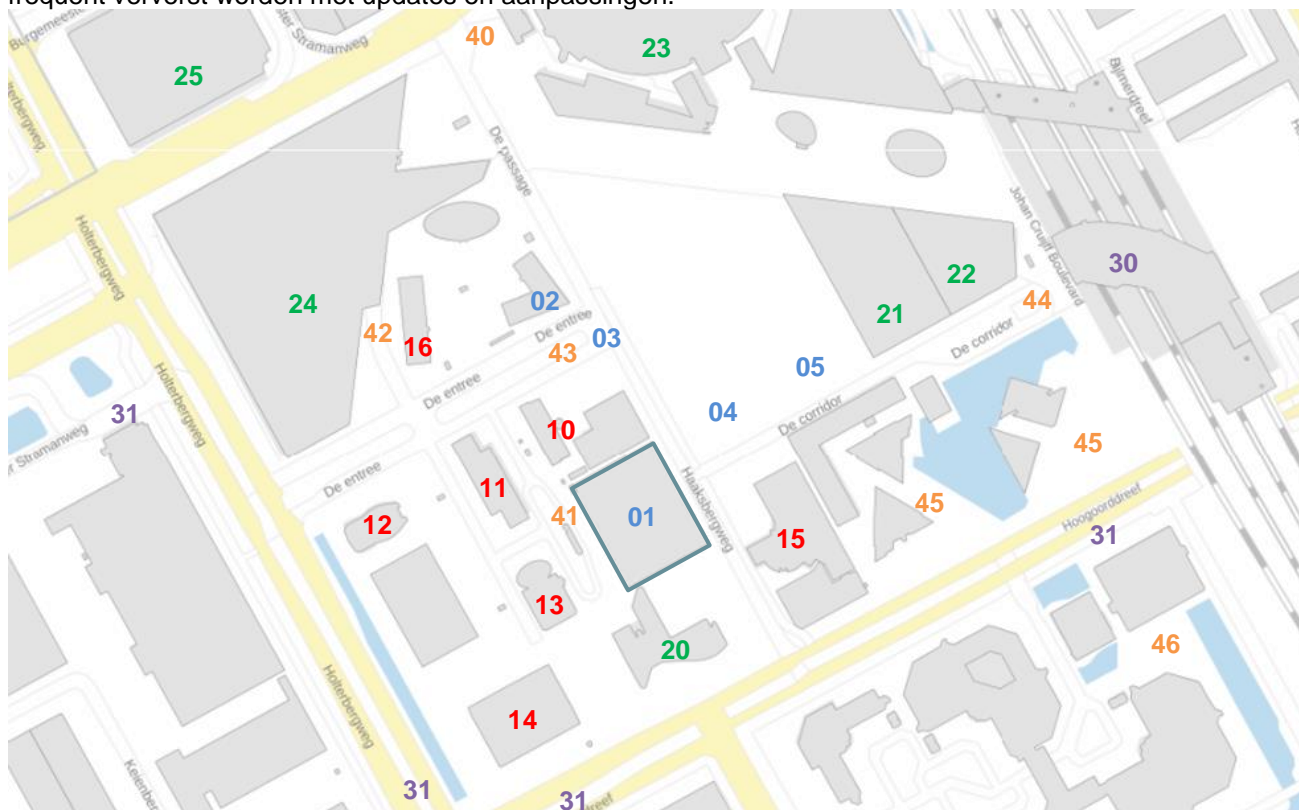 frequent ververst worden met updates en aanpassingen.
Burgemeester Stramanweg
40
23
25
Holterbergweg
De passage
Bijlmerdreef
Johan Cruijff Boulevard
Holterbergweg
30
22
24
02
44
21
42
De entree
03
16
43
De corridor
Holterbergweg
05
31
De entree
04
De corridor
Stramanweg
10
45
De entree
11
Haaksbergweg
45
12
41
01
15
Hoogoorddreef
31
13
20
46
Holterbergweg
14
31
31
dreef